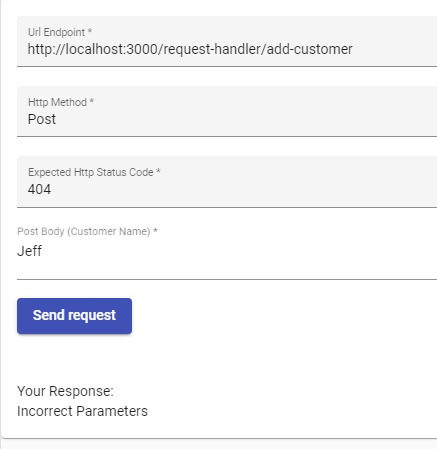 Url Endpoint *
http://localhost:3000/request-handler/add-customer
Http Method *
Post
Expected Http Status Code *
404
Post Body (Customer Name) *
Jeff
Send request
Your Response:
Incorrect Parameters